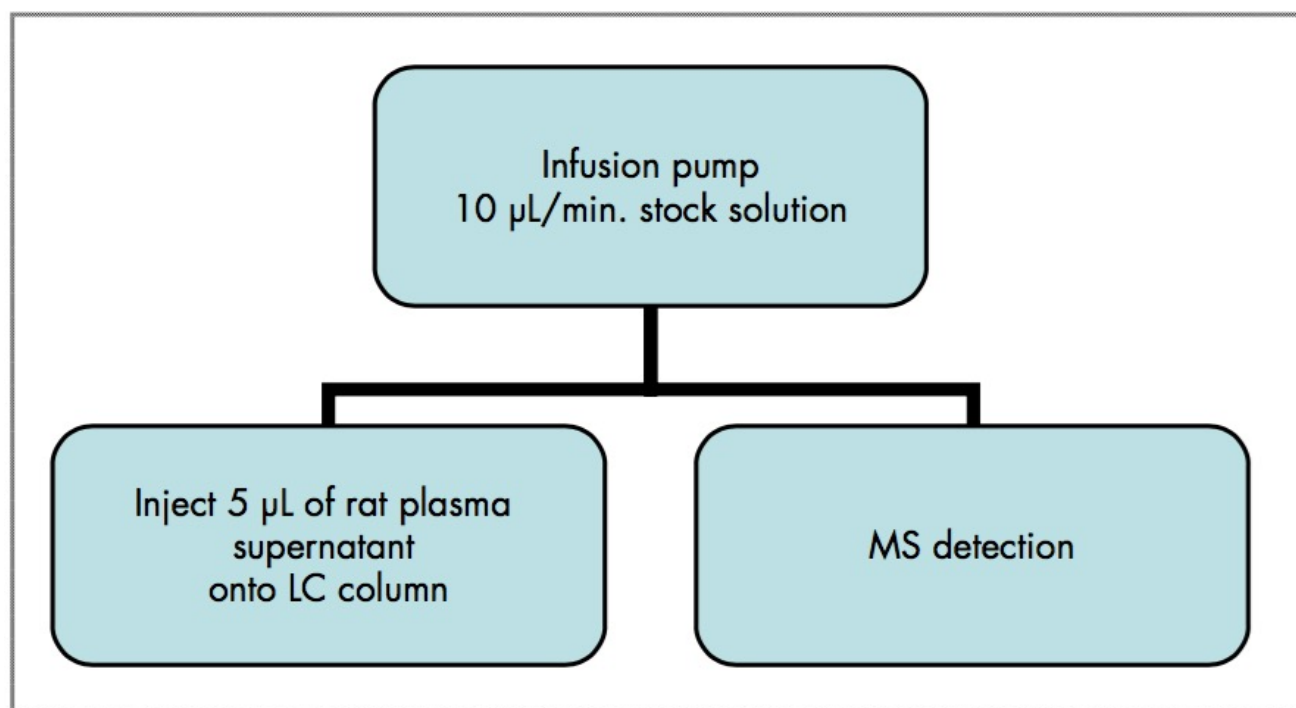 Infusion pump
10 µL/min. stock solution
Inject 5 µL of rat plasma
supernatant
onto LC column
MS detection